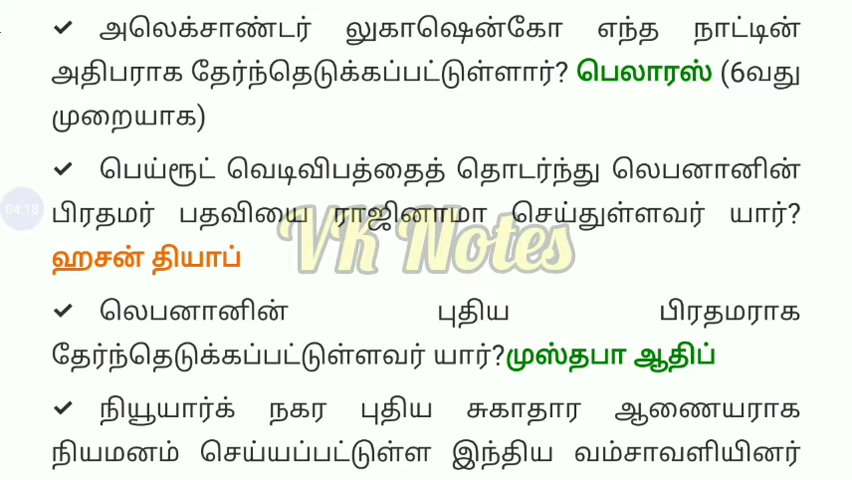 ✓ அலெக்சாண்டர் லுகாஷென்கோ எந்த நாட்டின்
அதிபராக தேர்ந்தெடுக்கப்பட்டுள்ளார்? பெலாரஸ் (6வது
முறையாக)
✓ பெய்ரூட் வெடிவிபத்தைத் தொடர்ந்து லெபனானின்
04:18
பிரதமர் பதவியை ராஜினாமா செய்துள்ளவர் யார்?
VK Notes
ஹசன் தியாப்
✓ லெபனானின் புதிய பிரதமராக
தேர்ந்தெடுக்கப்பட்டுள்ளவர் யார்?முஸ்தபா ஆதிப்
✓ நியூயார்க் நகர புதிய சுகாதார ஆணையராக
நியமனம் செய்யப்பட்டுள்ள இந்திய வம்சாவளியினர்